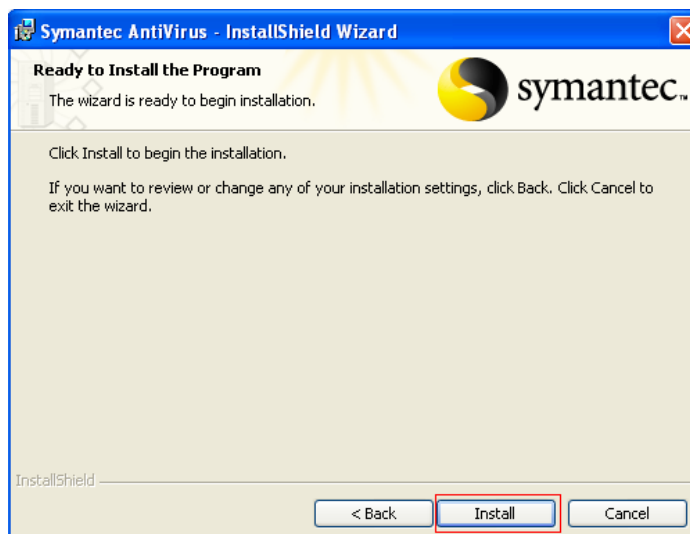 Symantec AntiVirus - InstallShield Wizard
Ready to Install the Program
The wizard is ready to begin installation.
symantec™
Click Install to begin the installation.
If you want to review or change any of your installation settings, click Back. Click Cancel to
exit the wizard.
InstallShield
< Back
Install
Cancel